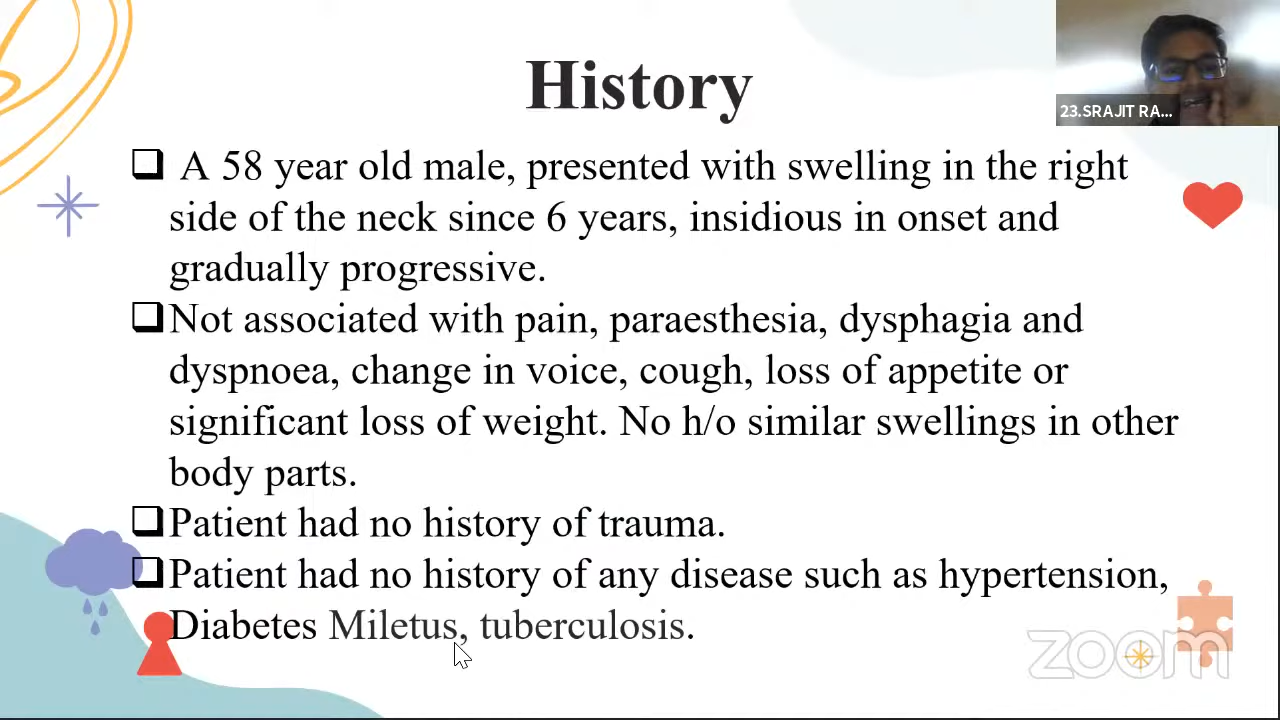 History
23.SRAJIT RA...
A 58 year old male, presented with swelling in the right
side of the neck since 6 years, insidious in onset and
gradually progressive.
Not associated with pain, paraesthesia, dysphagia and
dyspnoea, change in voice, cough, loss of appetite or
significant loss of weight. No h/o similar swellings in other
body parts.
Patient had no history of trauma.
Patient had no history of any disease such as hypertension,
Diabetes Miletus, tuberculosis.
zoom